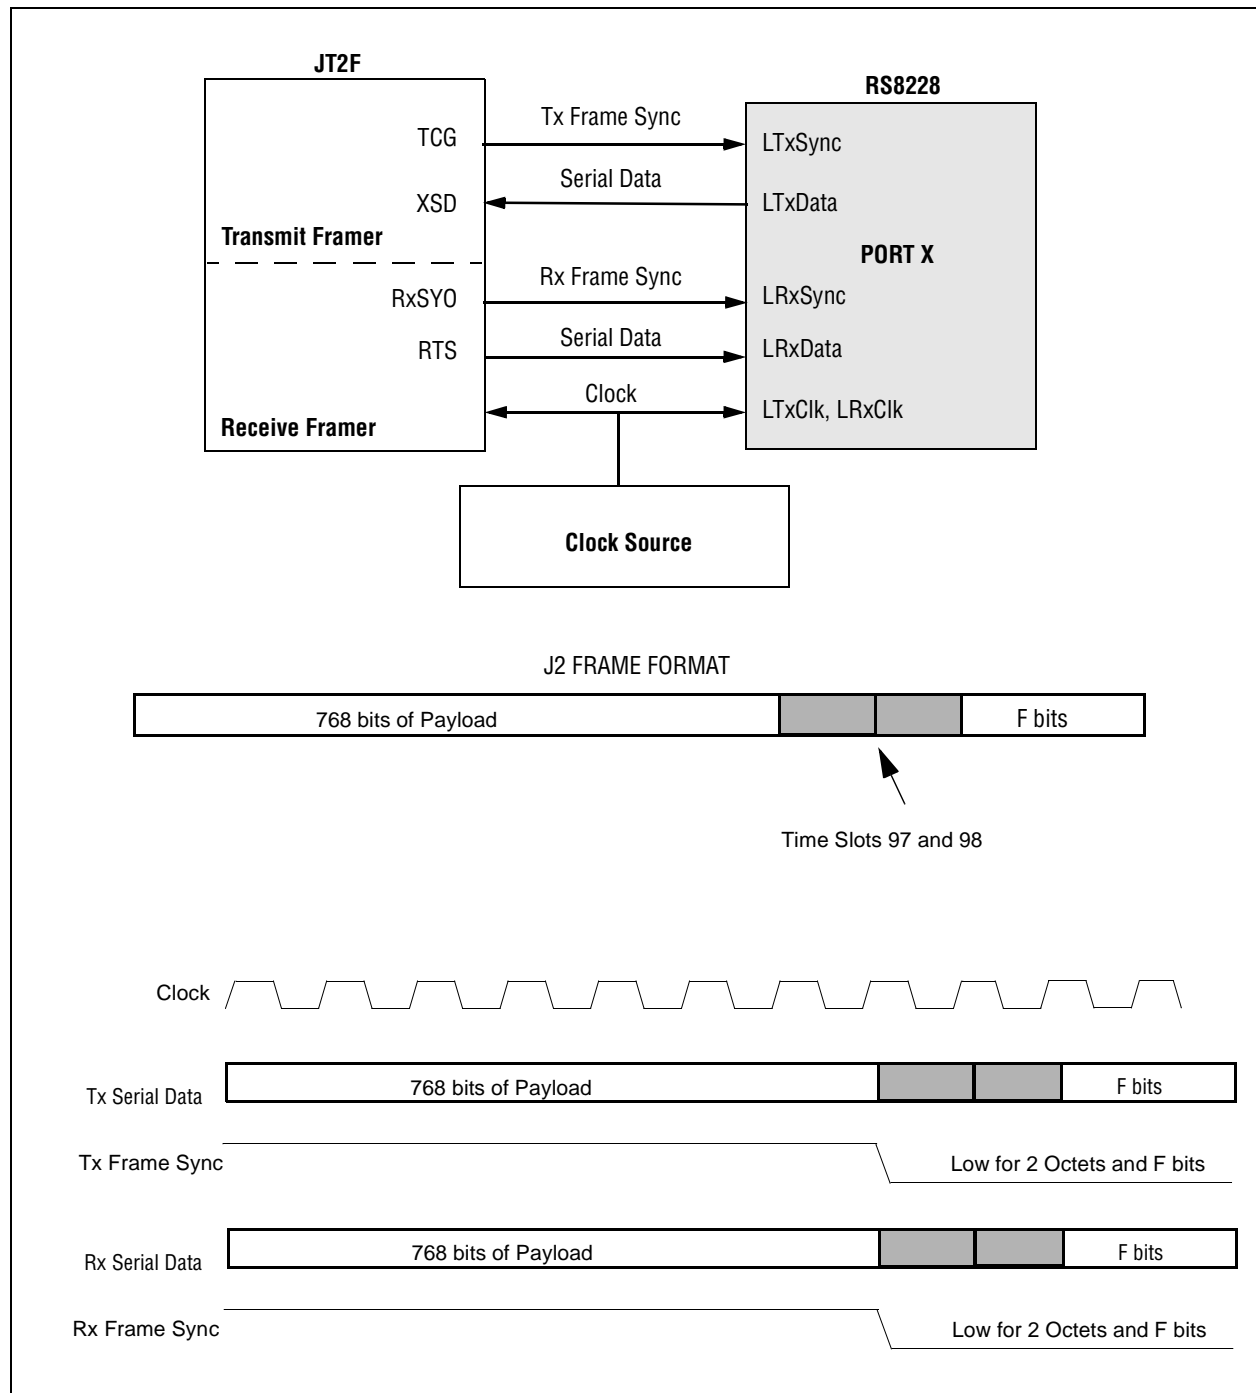 JT2F
RS8228
TCG
Tx Frame Sync
LTxSync
XSD
Serial Data
LTxData
Transmit Framer
PORT X
RxSYO
Rx Frame Sync
LRxSync
RTS
Serial Data
LRxData
Clock
LTxClk, LRxClk
Receive Framer
Clock Source
J2 FRAME FORMAT
768 bits of Payload
F bits
Time Slots 97 and 98
Clock
Tx Serial Data
768 bits of Payload
F bits
Tx Frame Sync
Low for 2 Octets and F bits
Rx Serial Data
768 bits of Payload
F bits
Rx Frame Sync
Low for 2 Octets and F bits